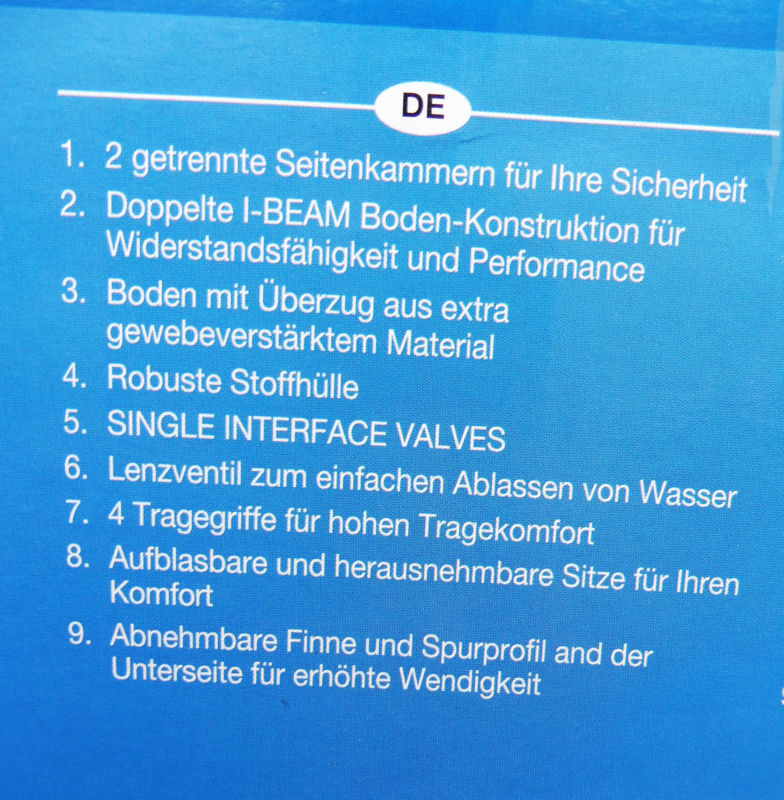 DE
1. 2 getrennte Seitenkammern für Ihre Sicherheit
2. Doppelte I-BEAM Boden-Konstruktion für
Widerstandsfähigkeit und Performance
3. Boden mit Überzug aus extra
gewebeverstärktem Material
4. Robuste Stoffhülle
5. SINGLE INTERFACE VALVES
6. Lenzventil zum einfachen Ablassen von Wasser
7. 4 Tragegriffe für hohen Tragekomfort
8. Aufblasbare und herausnehmbare Sitze für Ihren
Komfort
9. Abnehmbare Finne und Spurprofil and der
Unterseite für erhöhte Wendigkeit